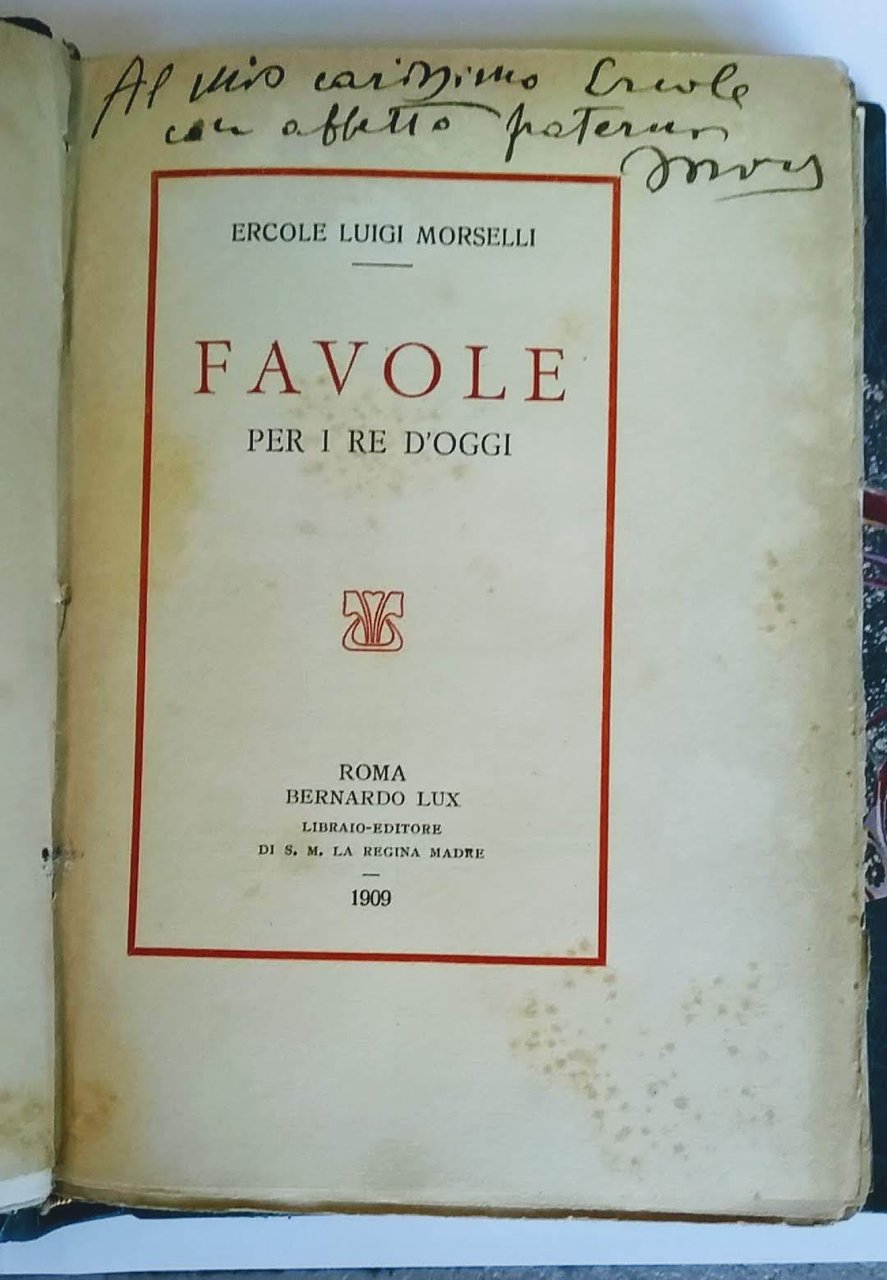 Al mio carissimo Ercole
con affetto fraterno
ERCOLE LUIGI MORSELLI
FAVOLE
PER I RE D'OGGI
ROMA
BERNARDO LUX
LIBRAIO-EDITORE
DI S. M. LA REGINA MADRE
1909